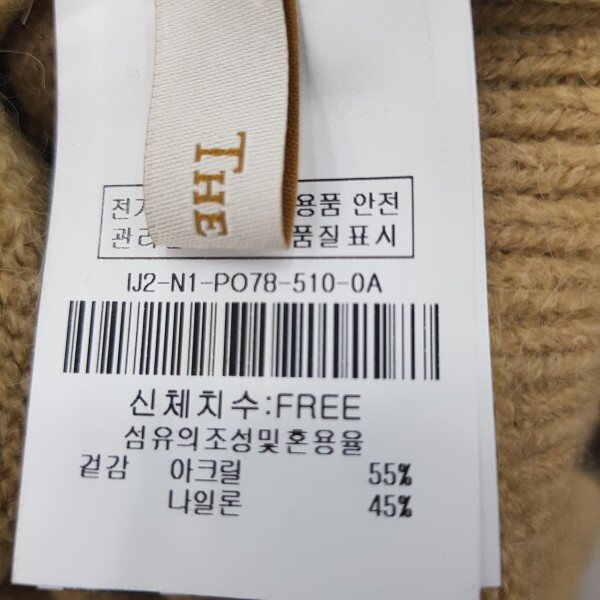 THE
전기 용품 안전
관리 품질표시
IJ2-N1-PO78-510-0A
신체치수:FREE
섬유의조성및혼용율
겉감 아크릴 55%
나일론 45%